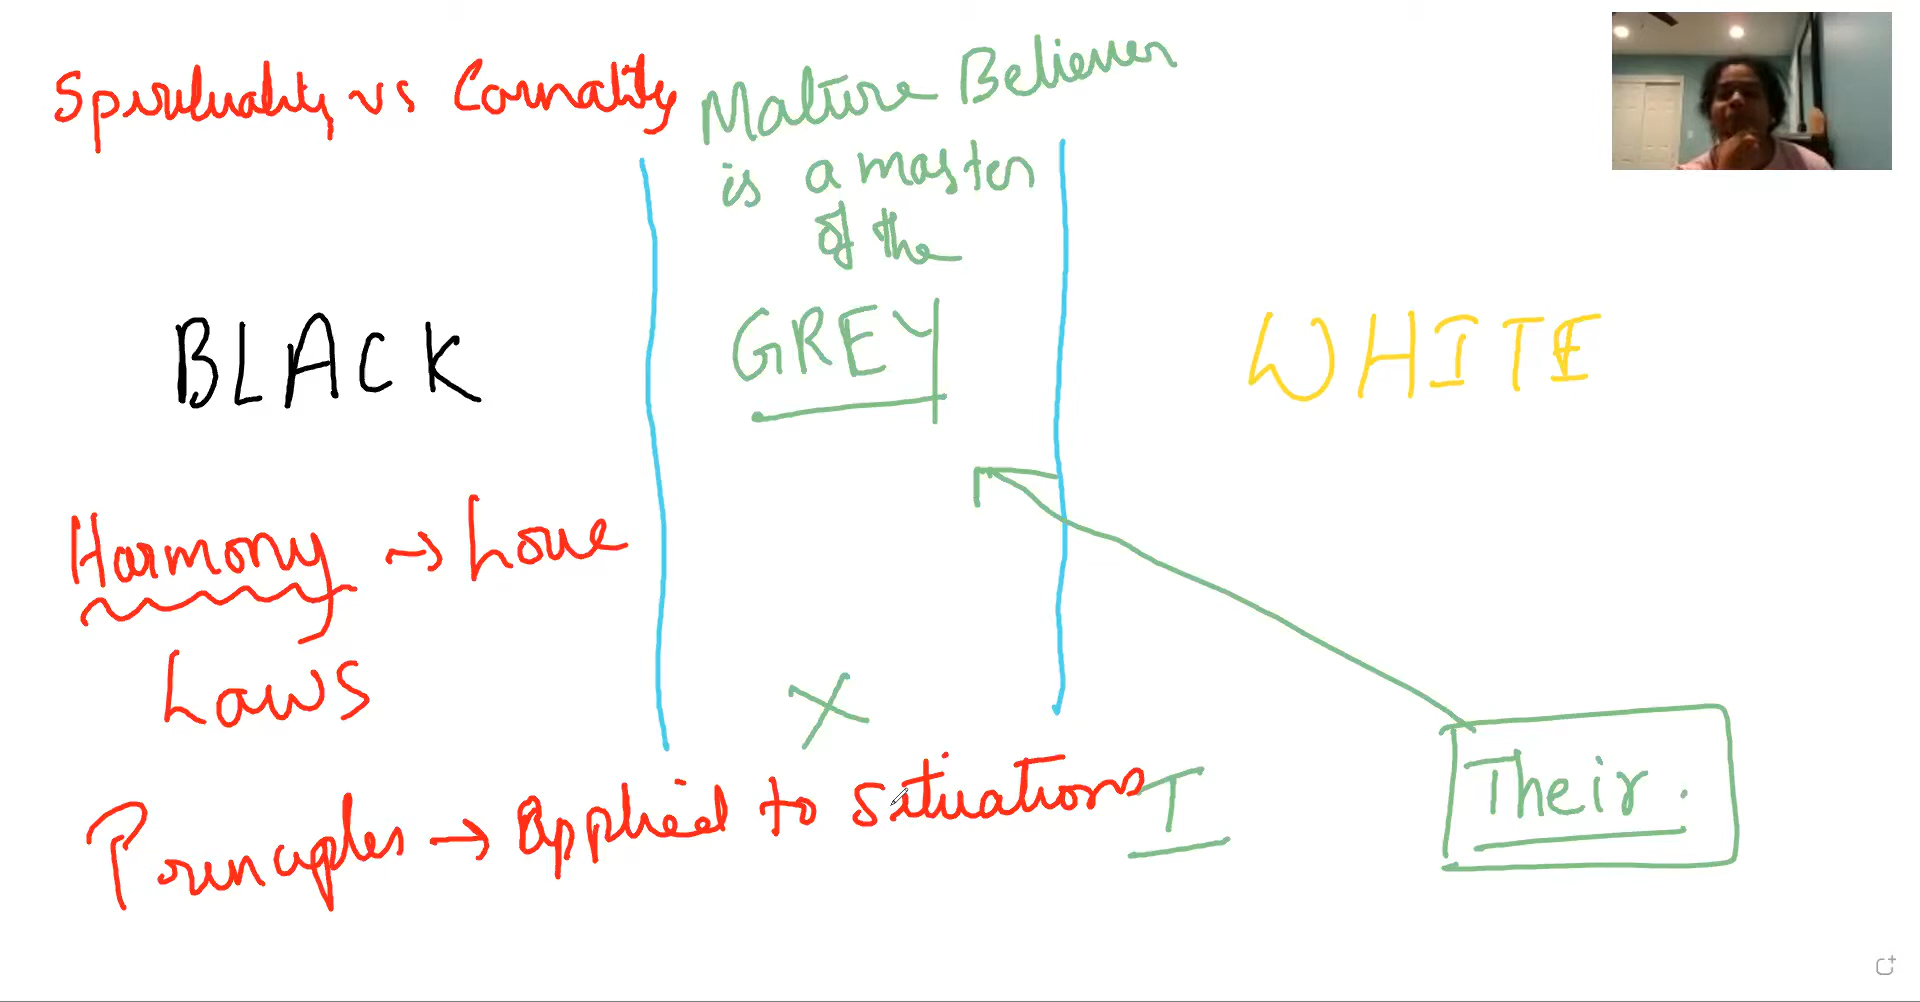 Spirituality vs Carnality
Mature Believer
is a master
of the
BLACK
GREY
WHITE
Harmony → Love
Laws
X
Principles → applied to situations
I
Their.